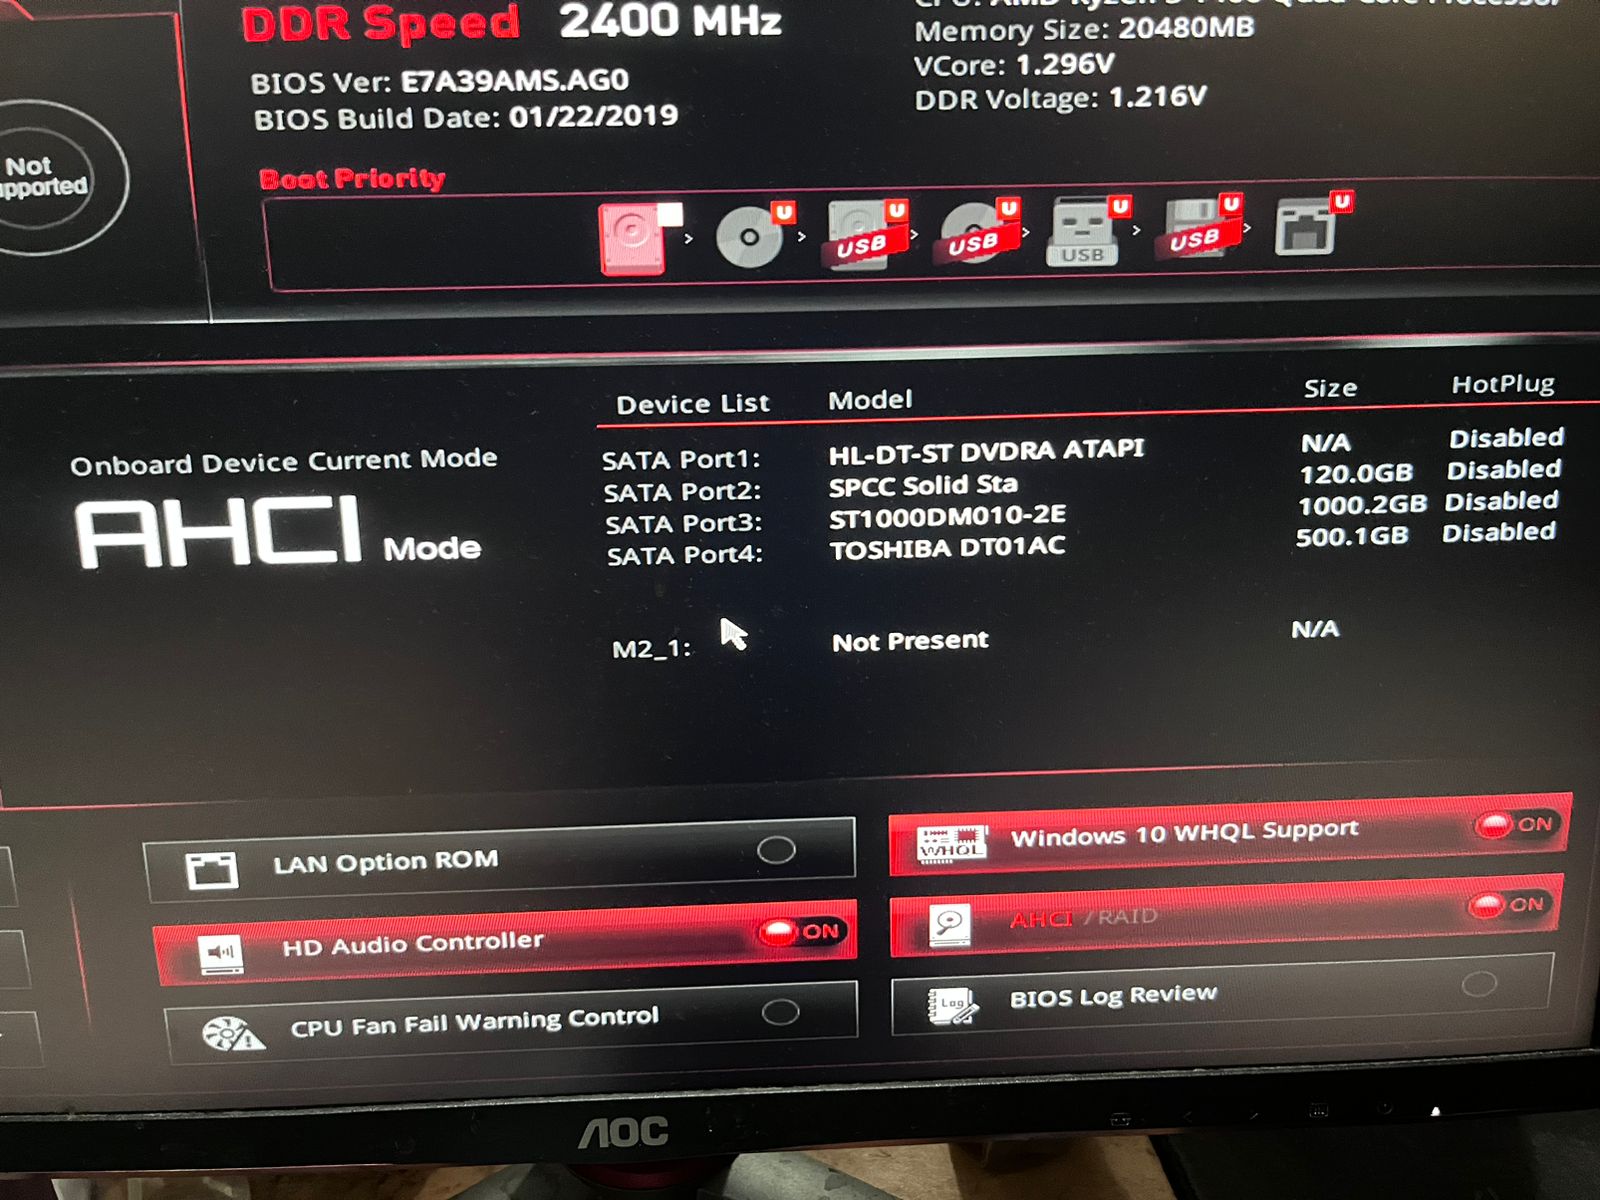 DDR Speed 2400 MHz
BIOS Ver: E7A39AMS.AG0
BIOS Build Date: 01/22/2019
Memory Size: 20480MB
VCore: 1.296V
DDR Voltage: 1.216V
Not
Boot Priority
U U U U U U
USB USB USB USB
Device List Model Size HotPlug
Onboard Device Current Mode
AHCI Mode
SATA Port1: HL-DT-ST DVDRA ATAPI N/A Disabled
SATA Port2: SPCC Solid Sta 120.0GB Disabled
SATA Port3: ST1000DM010-2E 1000.2GB Disabled
SATA Port4: TOSHIBA DT01AC 500.1GB Disabled
M2_1: Not Present N/A
LAN Option ROM
WHQL Windows 10 WHQL Support ON
HD Audio Controller ON
AHCI /RAID ON
CPU Fan Fail Warning Control
Log BIOS Log Review
AOC